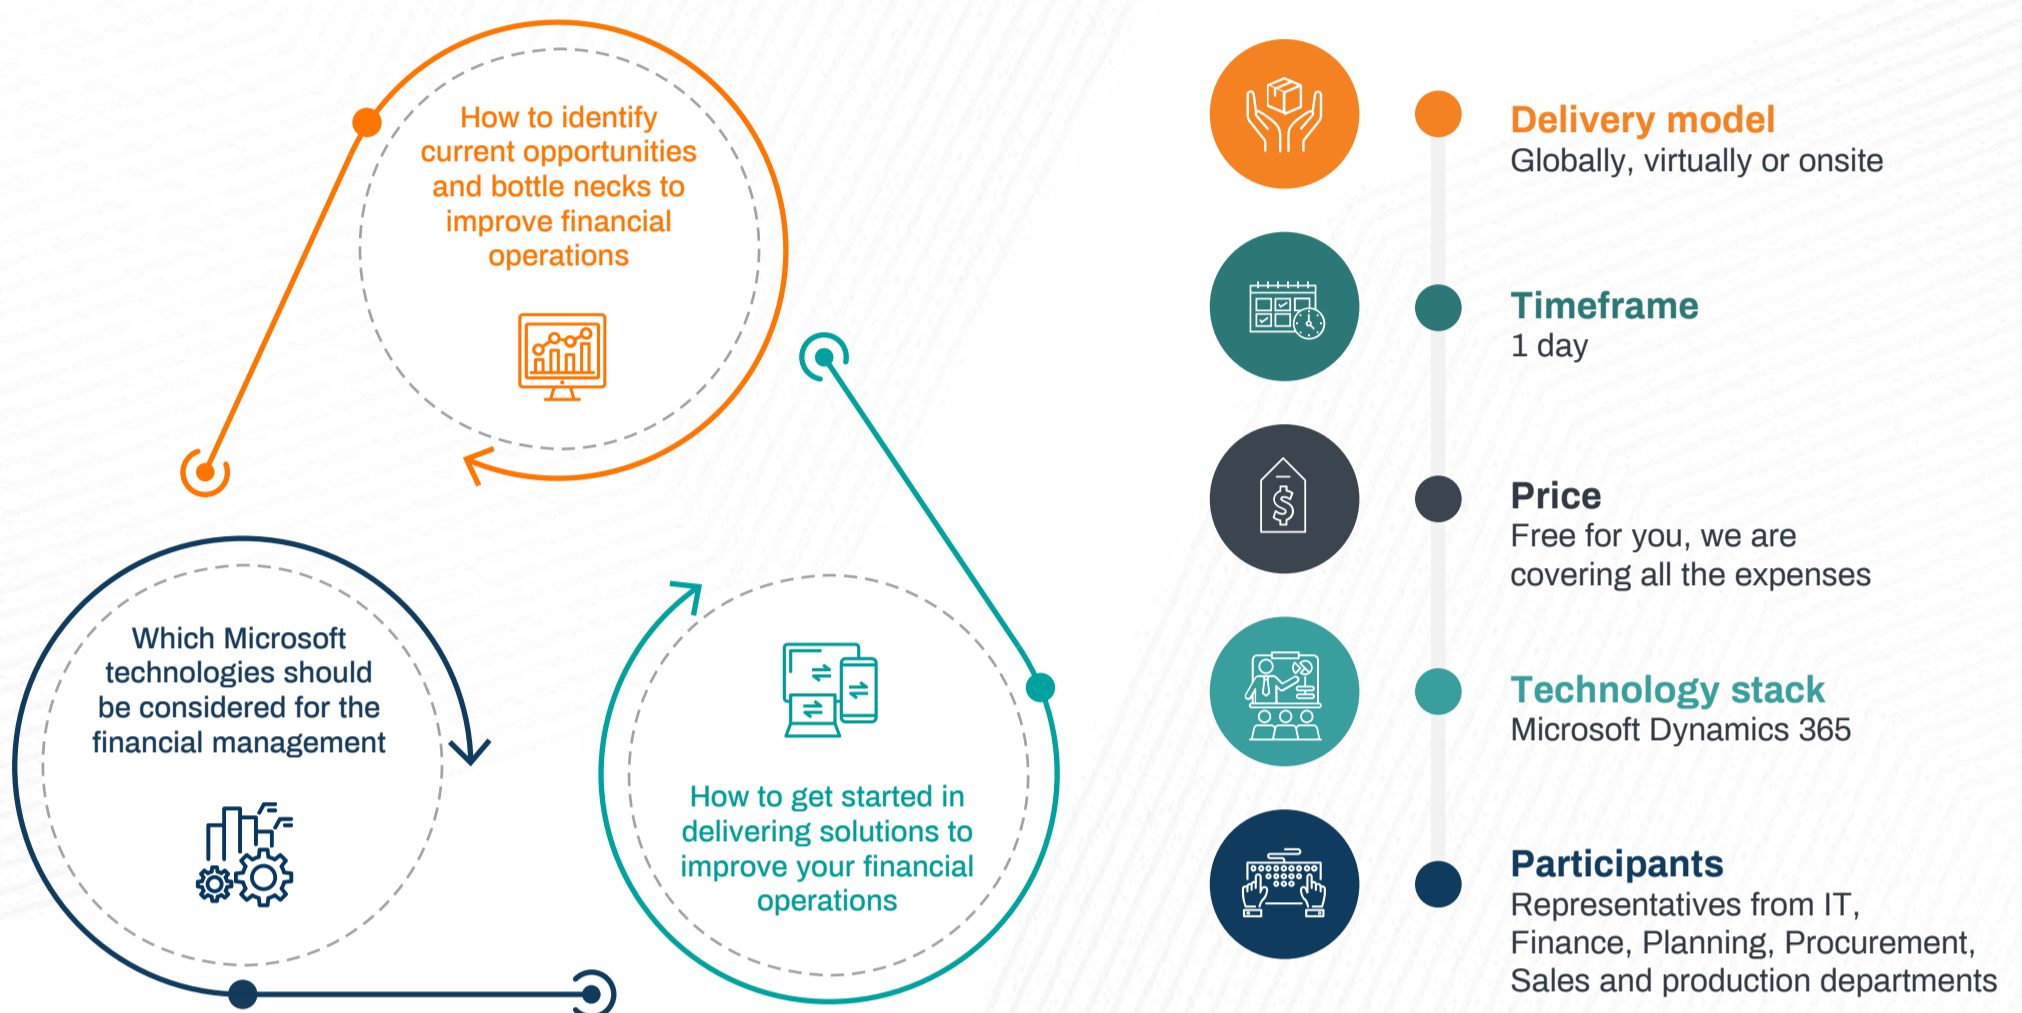 How to identify
current opportunities
and bottle necks to
improve financial
operations
Which Microsoft
technologies should
be considered for the
financial management
How to get started in
delivering solutions to
improve your financial
operations
Delivery model
Globally, virtually or onsite
Timeframe
1 day
Price
Free for you, we are
covering all the expenses
Technology stack
Microsoft Dynamics 365
Participants
Representatives from IT,
Finance, Planning, Procurement,
Sales and production departments